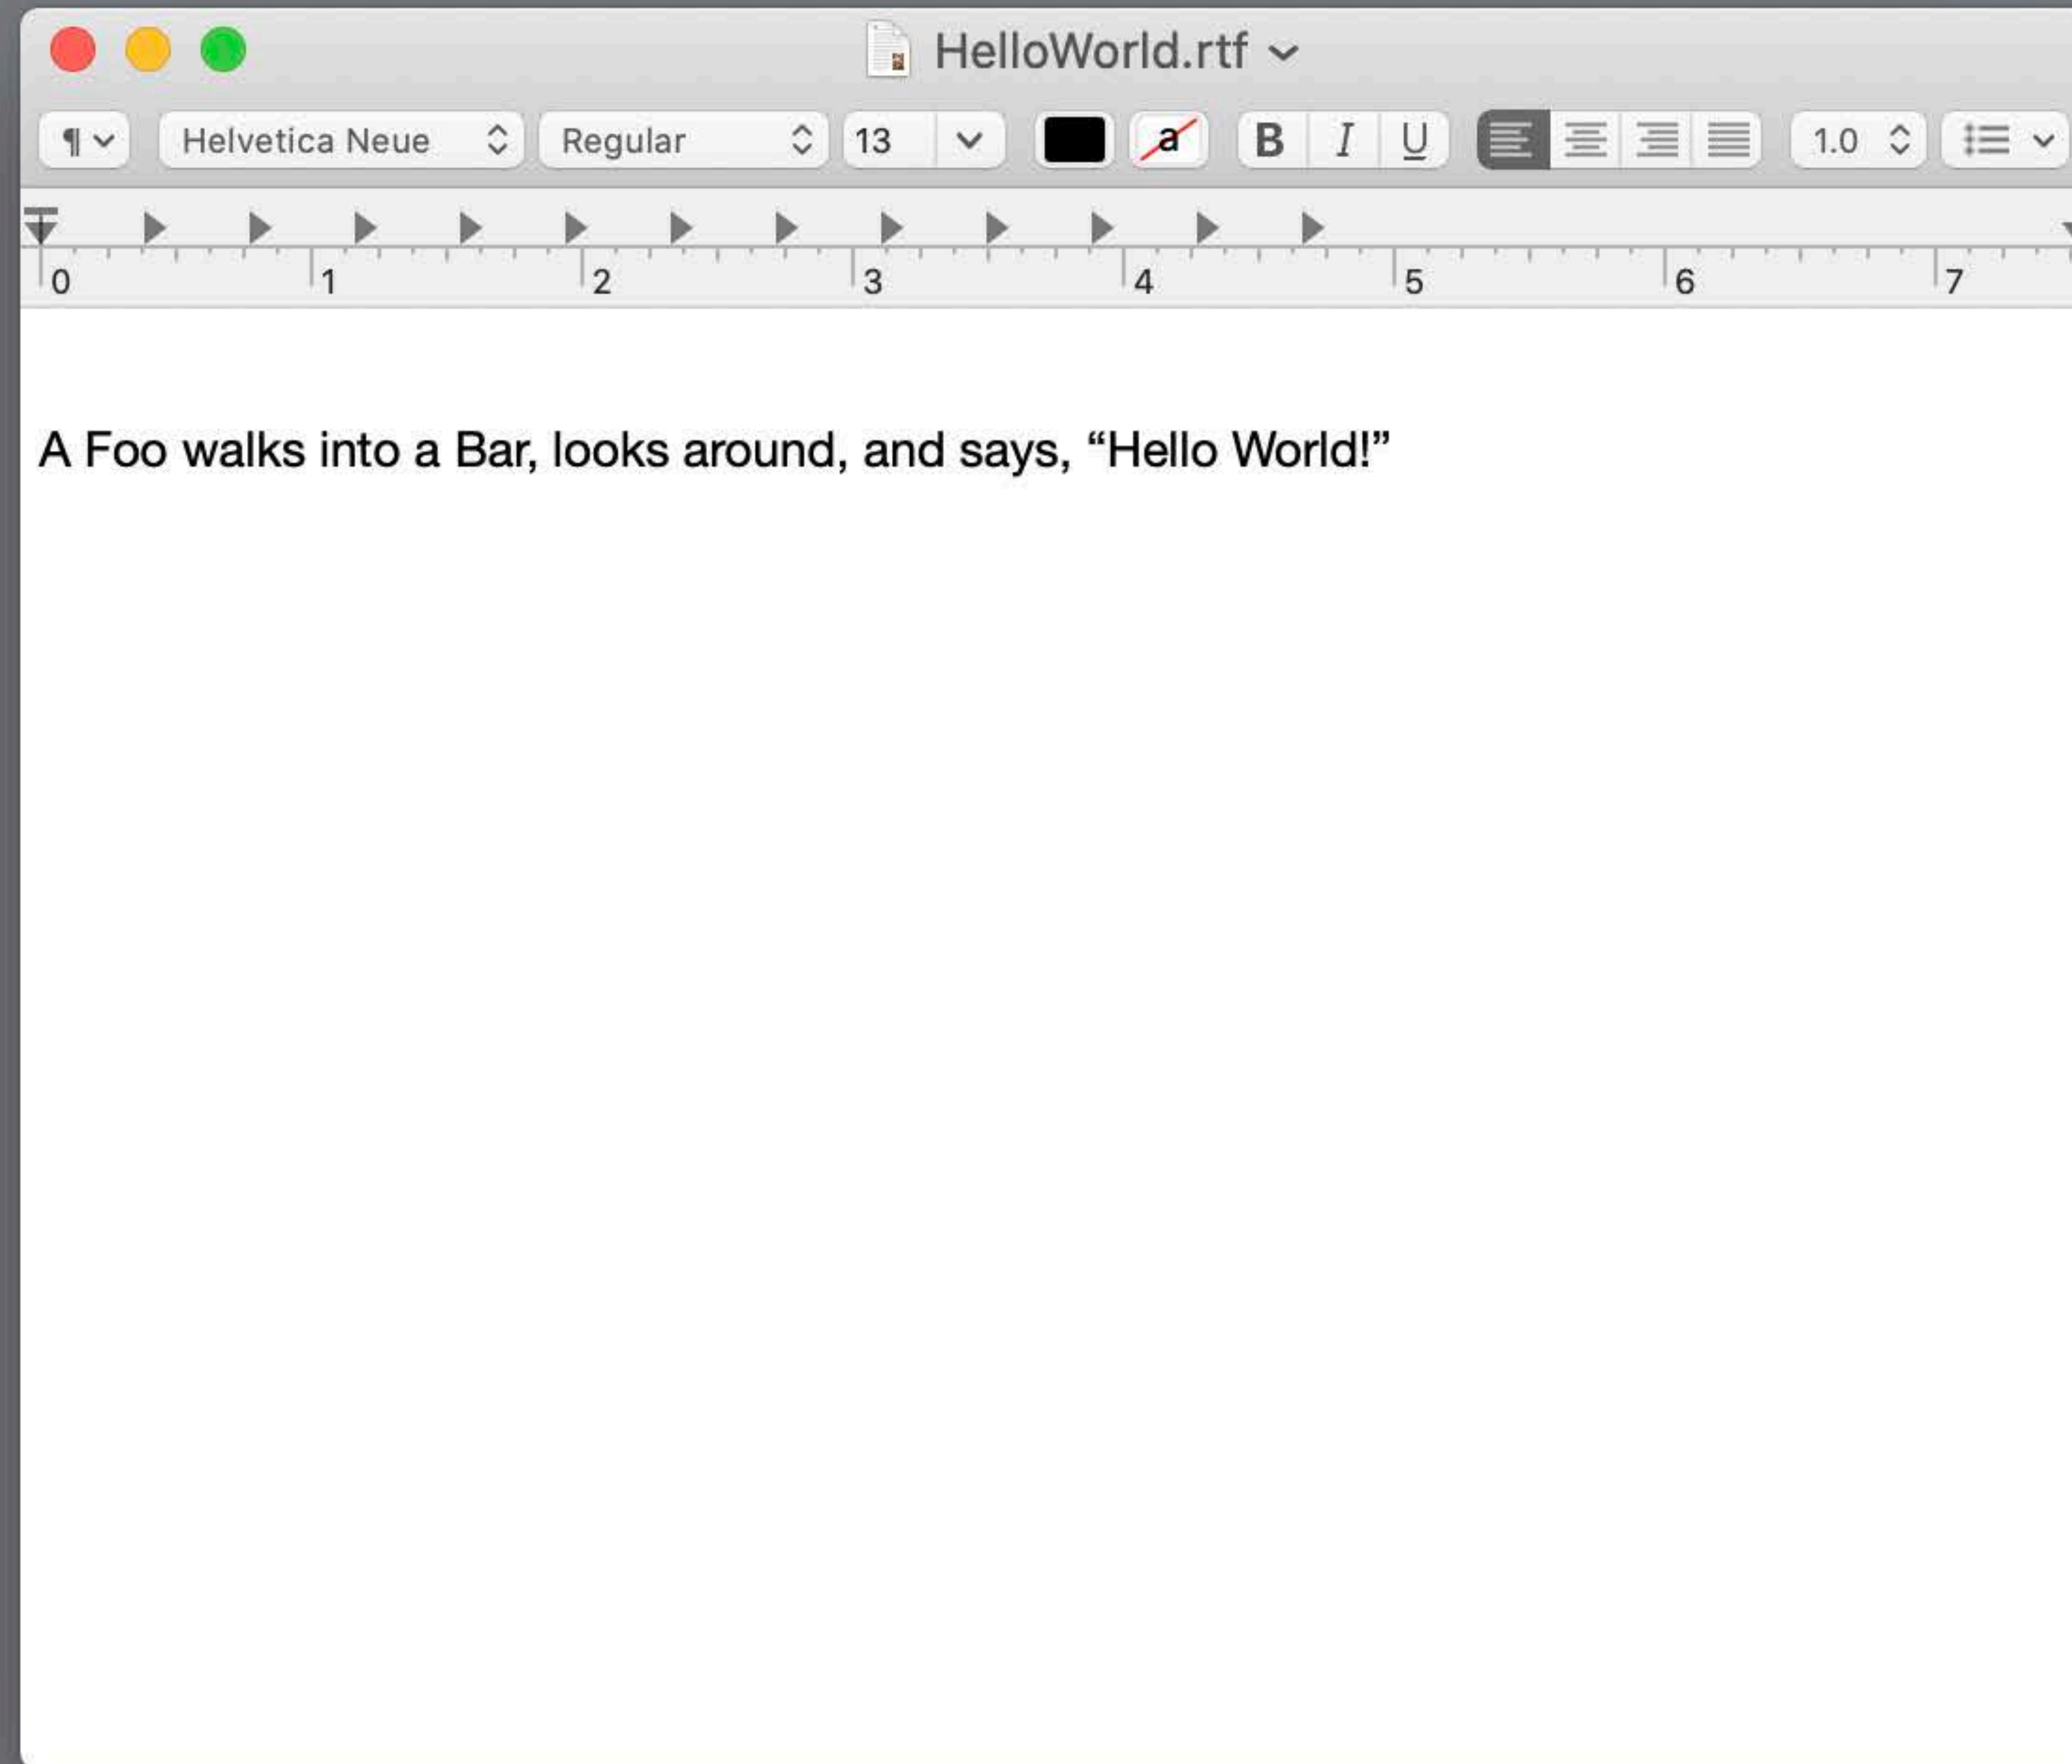 HelloWorld.rtf
¶ Helvetica Neue Regular 13 a B I U 1.0
0 1 2 3 4 5 6 7
A Foo walks into a Bar, looks around, and says, “Hello World!”